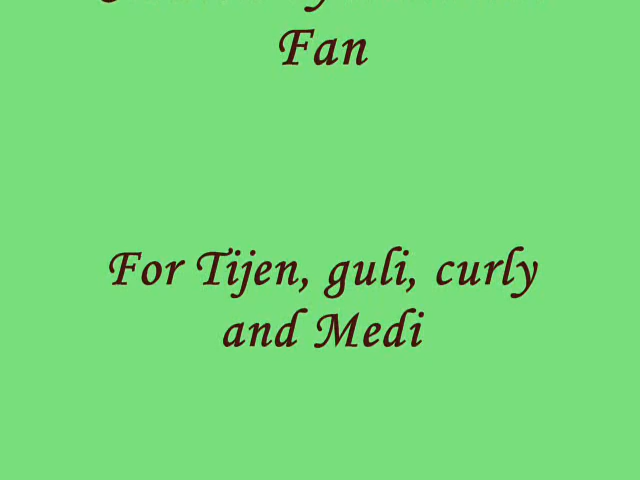 Fan
For Tijen, guli, curly
and Medi